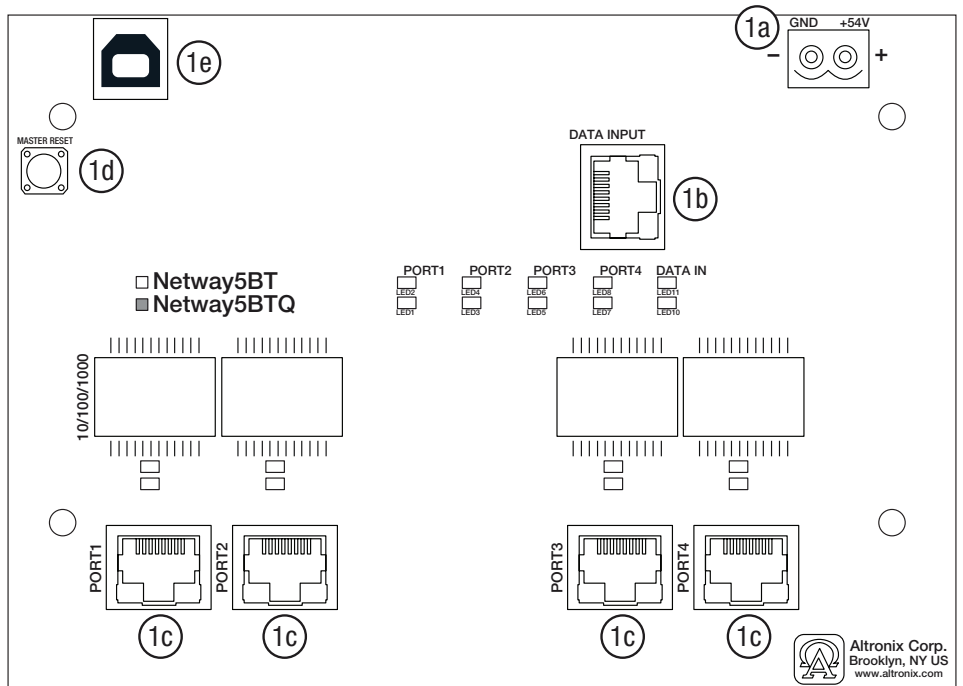 1a
GND +54V
– +
1e
MASTER RESET
1d
DATA INPUT
1b
Netway5BT
Netway5BTQ
PORT1 PORT2 PORT3 PORT4 DATA IN
LED2 LED4 LED6 LED8 LED11
LED1 LED3 LED5 LED7 LED10
10/100/1000
PORT1
PORT2
PORT3
PORT4
1c 1c 1c 1c
Altronix Corp.
Brooklyn, NY US
www.altronix.com